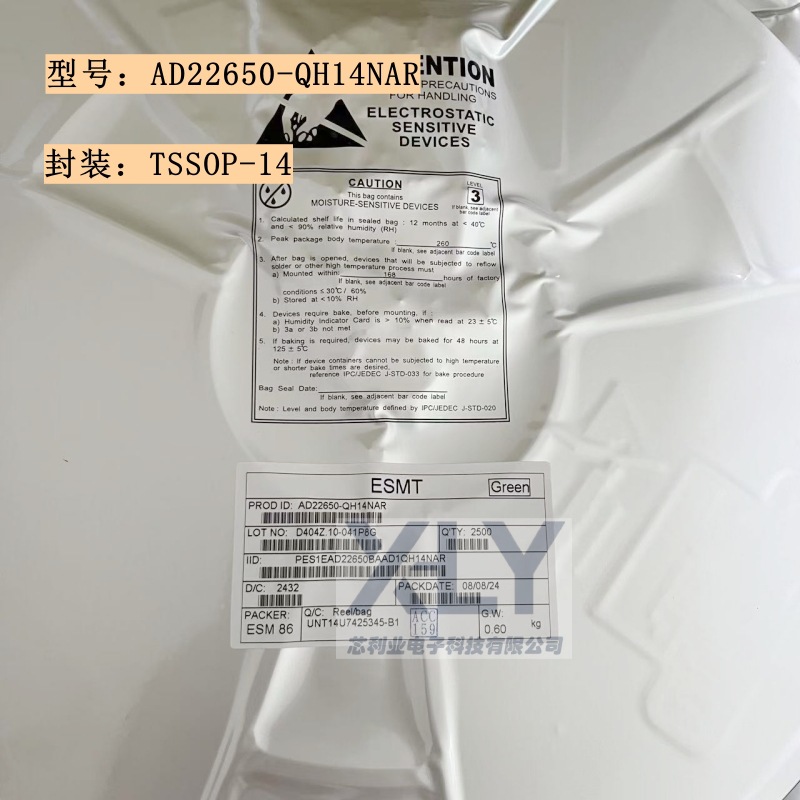 型号：AD22650-QH14NAR
封装：TSSOP-14
ENTION
PRECAUTIONS
FOR HANDLING
ELECTROSTATIC
SENSITIVE
DEVICES
CAUTION
This bag contains
MOISTURE-SENSITIVE DEVICES
LEVEL
3
If blank, see adjacent
bar code label
1. Calculated shelf life in sealed bag : 12 months at < 40℃
and < 90% relative humidity (RH)
2. Peak package body temperature : 260 ℃
If blank, see adjacent bar code label
3. After bag is opened, devices that will be subjected to reflow
solder or other high temperature process must
a) Mounted within: 168 hours of factory
If blank, see adjacent bar code label
conditions ≤ 30℃ / 60%
b) Stored at <10% RH
4. Devices require bake, before mounting, if :
a) Humidity Indicator Card is > 10% when read at 23 ± 5℃
b) 3a or 3b not met
5. If baking is required, devices may be baked for 48 hours at
125 ± 5℃
Note : If device containers cannot be subjected to high temperature
or shorter bake times are desired,
reference IPC/JEDEC J-STD-033 for bake procedure
Bag Seal Date:
If blank, see adjacent bar code label
Note : Level and body temperature defined by IPC/JEDEC J-STD-020
ESMT Green
PROD ID: AD22650-QH14NAR
LOT NO: D404Z.10-041P8G Q'TY: 2500
IID: PES1EAD22650BAAD1QH14NAR
D/C: 2432 PACKDATE: 08/08/24
PACKER: ESM 86
Q/C: Reel/bag
UNT14U7425345-B1
ACC
159
G.W:
0.60 kg
XLY
芯利业电子科技有限公司